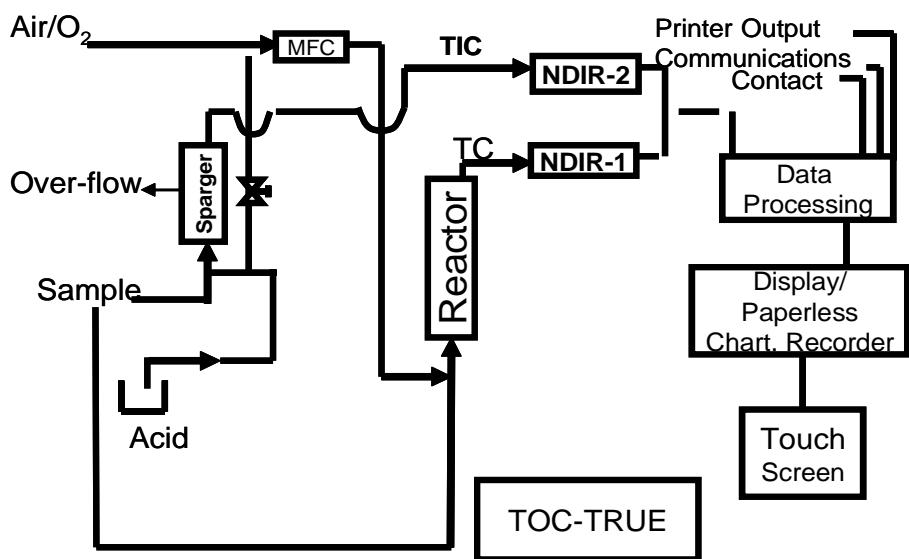 Air/O₂
MFC
TIC
NDIR-2
Printer Output
Communications
Contact
TC
NDIR-1
Data
Processing
Over-flow
Sparger
Reactor
Sample
Display/
Paperless
Chart. Recorder
Acid
Touch
Screen
TOC-TRUE